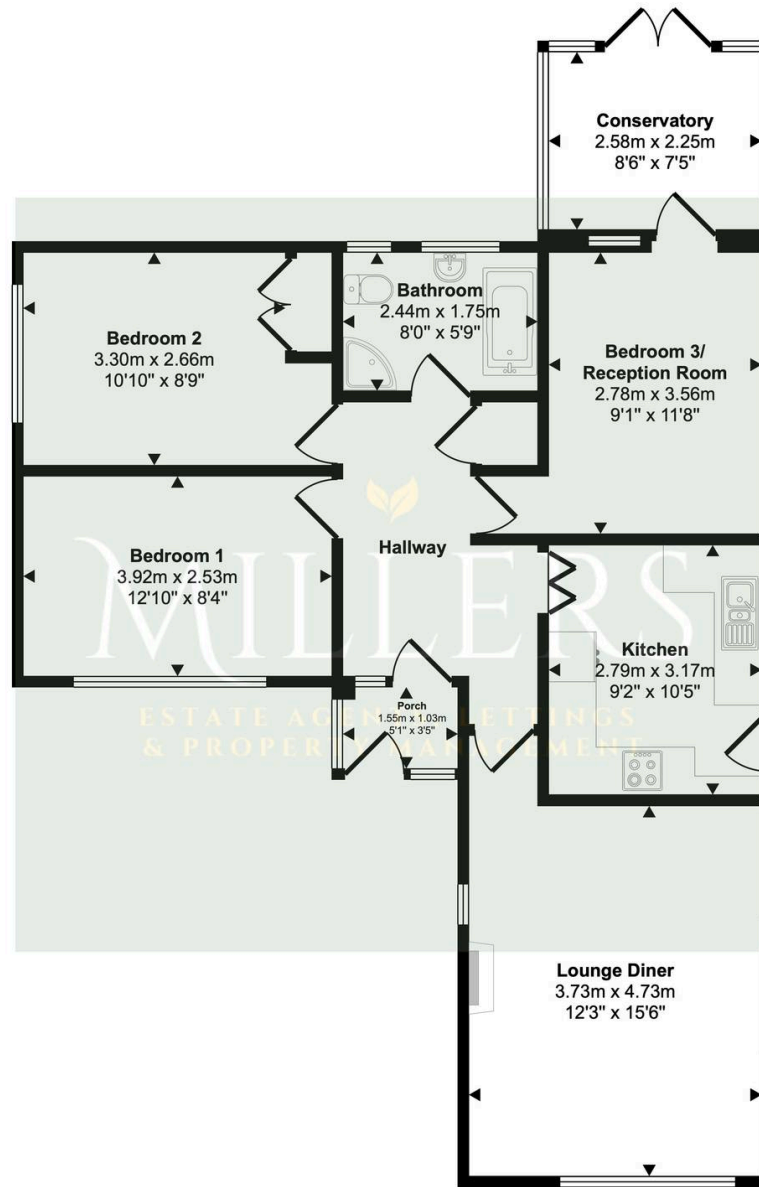 Conservatory
2.58m x 2.25m
8'6" x 7'5"
Bathroom
2.44m x 1.75m
8'0" x 5'9"
Bedroom 2
3.30m x 2.66m
10'10" x 8'9"
Bedroom 3/
Reception Room
2.78m x 3.56m
9'1" x 11'8"
Hallway
Bedroom 1
3.92m x 2.53m
12'10" x 8'4"
MILLERS
Kitchen
2.79m x 3.17m
9'2" x 10'5"
Porch
1.55m x 1.03m
5'1" x 3'5"
ESTATE AGENTS LETTINGS
& PROPERTY MANAGEMENT
Lounge Diner
3.73m x 4.73m
12'3" x 15'6"